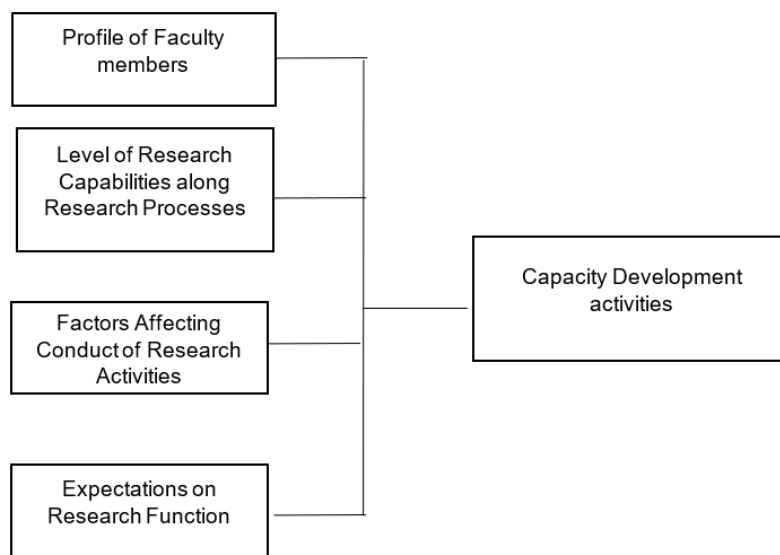 Profile of Faculty
members
Level of Research
Capabilities along
Research Processes
Factors Affecting
Conduct of Research
Activities
Expectations on
Research Function
Capacity Development
activities